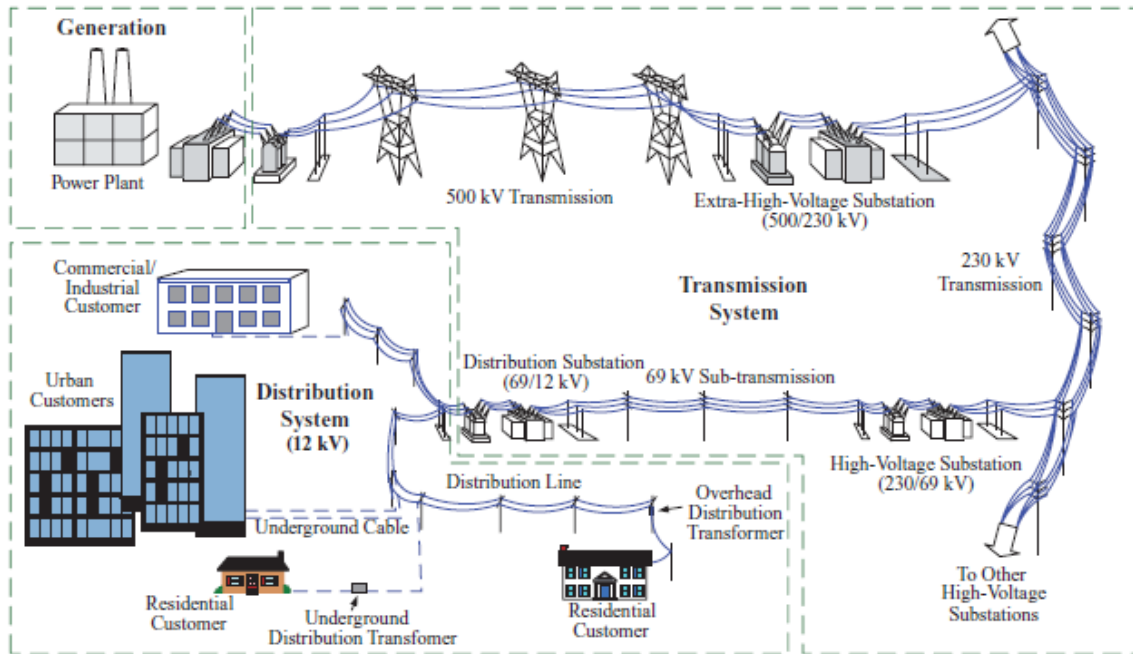 Generation
Power Plant
500 kV Transmission
Extra-High-Voltage Substation
(500/230 kV)
230 kV
Transmission
Transmission
System
Commercial/
Industrial
Customer
Urban
Customers
Distribution
System
(12 kV)
Distribution Substation
(69/12 kV)
69 kV Sub-transmission
High-Voltage Substation
(230/69 kV)
Distribution Line
Overhead
Distribution
Transformer
Underground Cable
Residential
Customer
Underground
Distribution Transfomer
Residential
Customer
To Other
High-Voltage
Substations